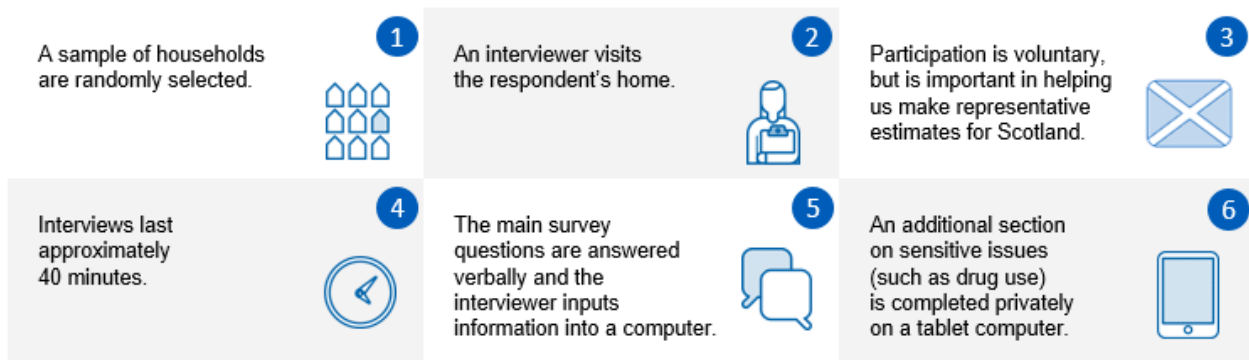 1
A sample of households
are randomly selected.
2
An interviewer visits
the respondent's home.
3
Participation is voluntary,
but is important in helping
us make representative
estimates for Scotland.
4
Interviews last
approximately
40 minutes.
5
The main survey
questions are answered
verbally and the
interviewer inputs
information into a computer.
6
An additional section
on sensitive issues
(such as drug use)
is completed privately
on a tablet computer.